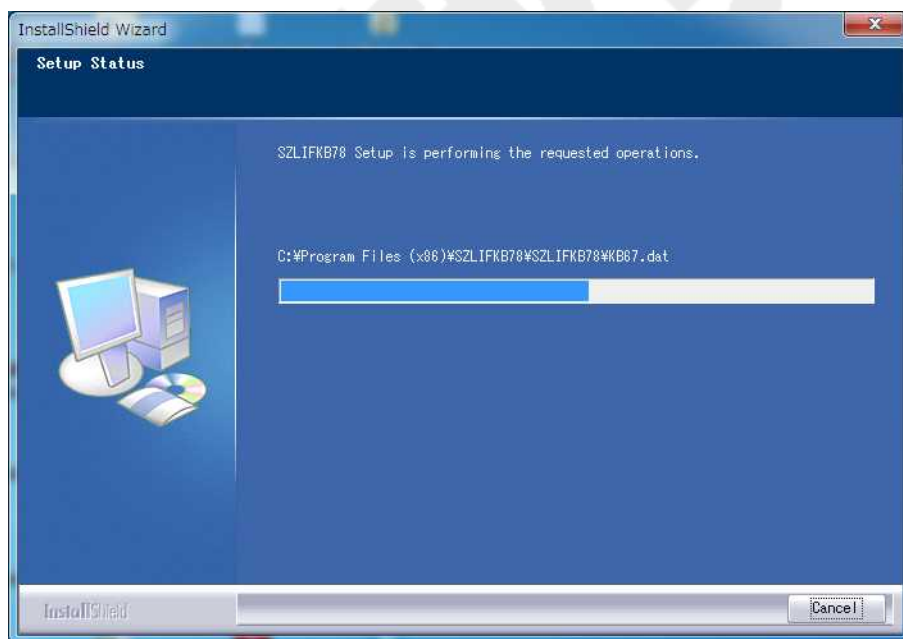 InstallShield Wizard
Setup Status
SZLIFKB78 Setup is performing the requested operations.
C:¥Program Files (x86)¥SZLIFKB78¥SZLIFKB78¥KB67.dat
InstallShield
Cancel